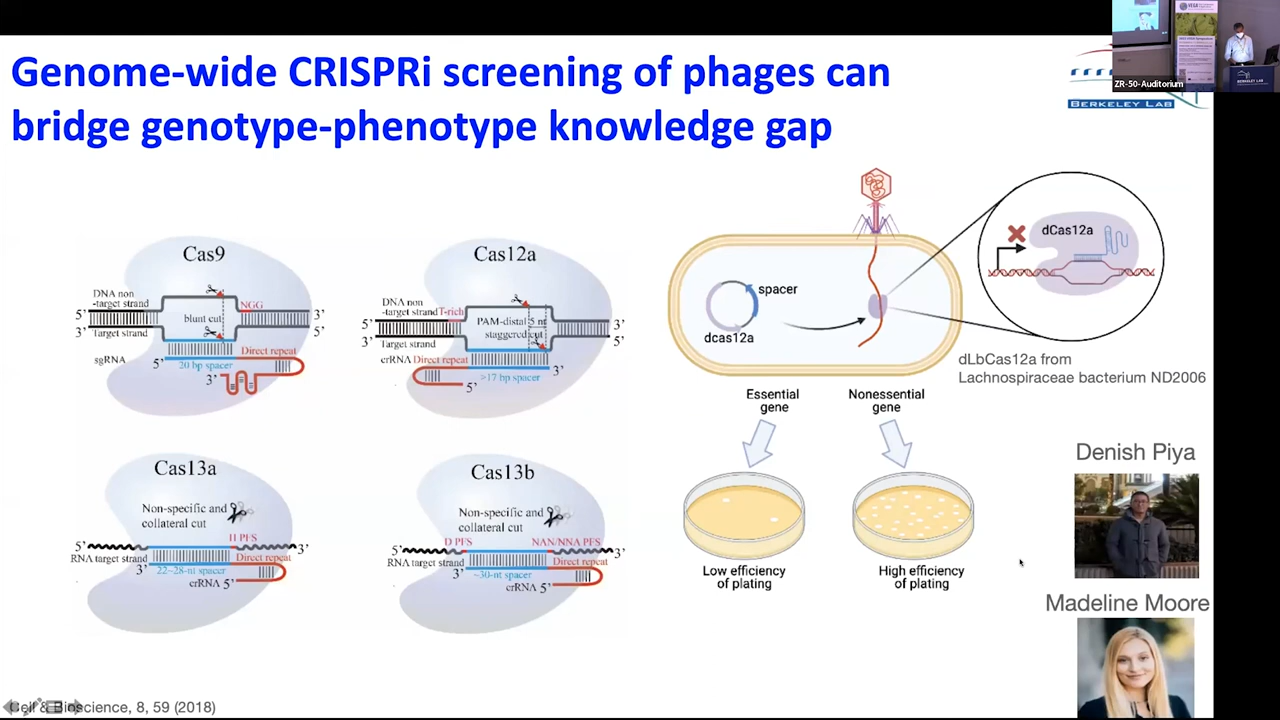 Genome-wide CRISPRi screening of phages can
bridge genotype-phenotype knowledge gap
BERKELEY LAB
ZR-50-Auditorium
BERKELEY LAB
Cas9
DNA non
-target strand
5'
3'
Target strand
NGG
3'
5'
blunt cut
sgRNA
5'
20 bp spacer
Direct repeat
3'
Cas12a
DNA non
-target strand
T-rich
5'
3'
Target strand
PAM-distal 5 nt
staggered cut
3'
5'
crRNA
Direct repeat
>17 bp spacer
3'
5'
Cas13a
Non-specific and
collateral cut
H PFS
5'
3'
RNA target strand
Direct repeat
3'
22~28-nt spacer
crRNA 5'
Cas13b
Non-specific and
collateral cut
D PFS
NAN/NNA PFS
5'
3'
RNA target strand
Direct repeat
3'
~30-nt spacer
crRNA 5'
spacer
dcas12a
dCas12a
dLbCas12a from
Lachnospiraceae bacterium ND2006
Essential
gene
Nonessential
gene
Low efficiency
of plating
High efficiency
of plating
Denish Piya
Madeline Moore
Cell & Bioscience, 8, 59 (2018)